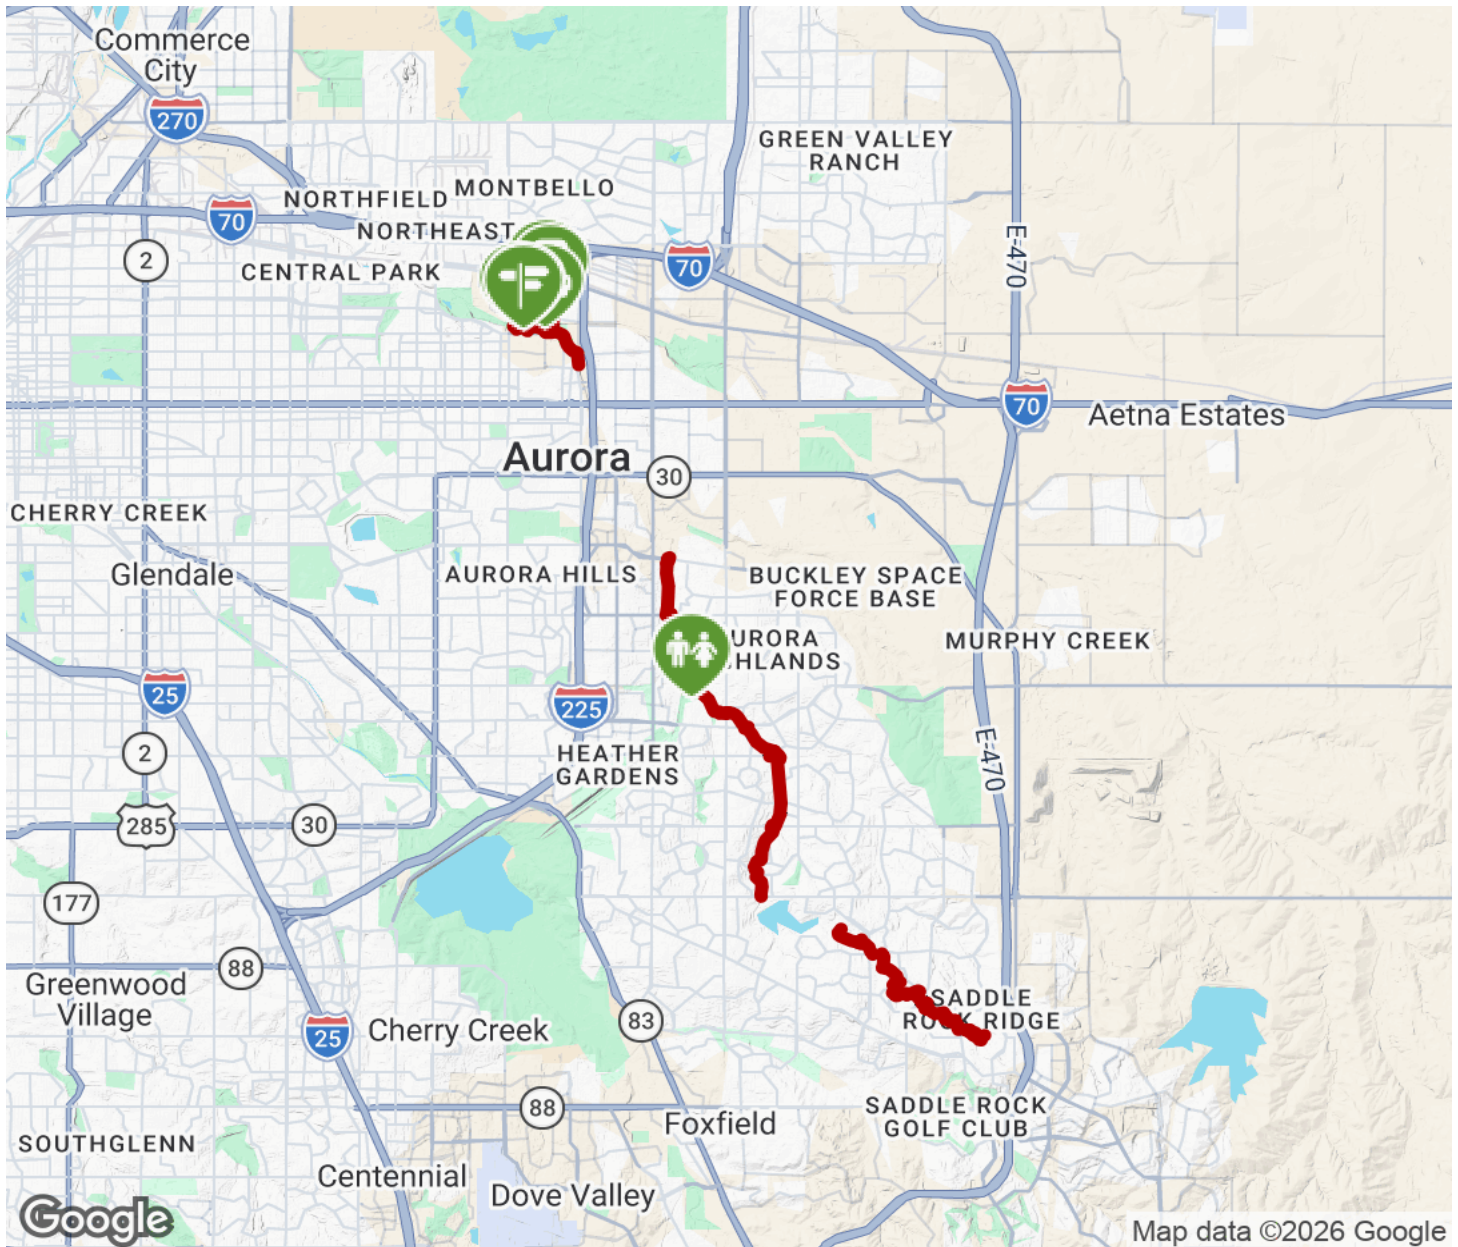 Commerce
City
270
GREEN VALLEY
RANCH
MONTBELLO
NORTHFIELD
70
NORTHEAST
E-470
2
CENTRAL PARK
70
70
Aetna Estates
Aurora
30
CHERRY CREEK
Glendale
AURORA HILLS
BUCKLEY SPACE
FORCE BASE
URORA
HLANDS
MURPHY CREEK
25
225
E-470
2
HEATHER
GARDENS
285
30
177
88
Greenwood
Village
SADDLE
ROCK RIDGE
25
Cherry Creek
83
88
SADDLE ROCK
GOLF CLUB
Foxfield
SOUTHGLENN
Centennial
Dove Valley
Google
Map data ©2026 Google